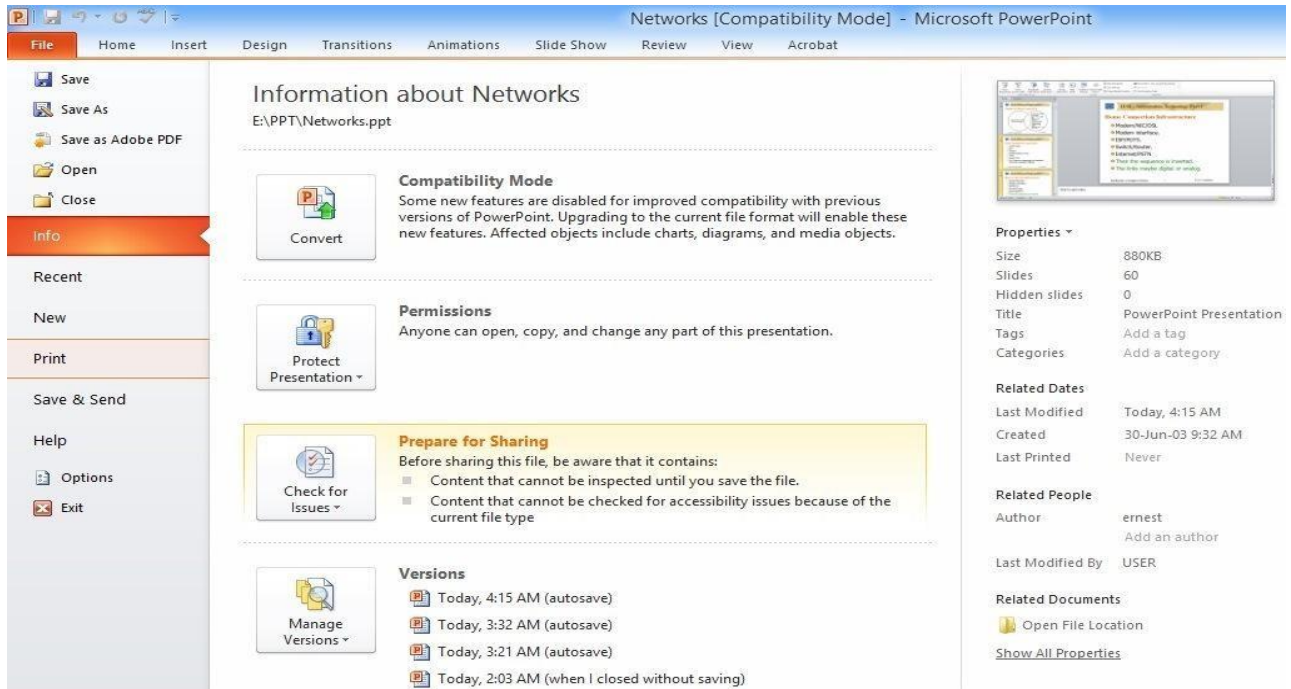 Networks [Compatibility Mode] - Microsoft PowerPoint
File Home Insert Design Transitions Animations Slide Show Review View Acrobat
Save
Save As
Save as Adobe PDF
Open
Close
Info
Recent
New
Print
Save & Send
Help
Options
Exit
Information about Networks
E:\PPT\Networks.ppt
Convert
Compatibility Mode
Some new features are disabled for improved compatibility with previous
versions of PowerPoint. Upgrading to the current file format will enable these
new features. Affected objects include charts, diagrams, and media objects.
Protect
Presentation
Permissions
Anyone can open, copy, and change any part of this presentation.
Check for
Issues
Prepare for Sharing
Before sharing this file, be aware that it contains:
Content that cannot be inspected until you save the file.
Content that cannot be checked for accessibility issues because of the
current file type
Manage
Versions
Versions
Today, 4:15 AM (autosave)
Today, 3:32 AM (autosave)
Today, 3:21 AM (autosave)
Today, 2:03 AM (when I closed without saving)
Properties
Size 880KB
Slides 60
Hidden slides 0
Title PowerPoint Presentation
Tags Add a tag
Categories Add a category
Related Dates
Last Modified Today, 4:15 AM
Created 30-Jun-03 9:32 AM
Last Printed Never
Related People
Author ernest
Add an author
Last Modified By USER
Related Documents
Open File Location
Show All Properties